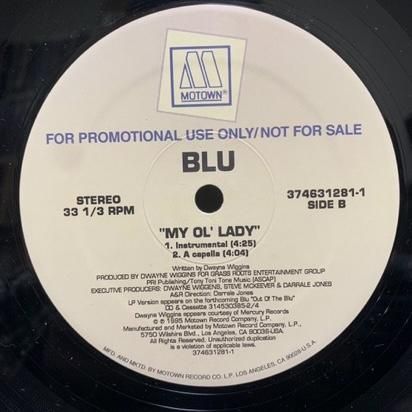 M
MOTOWN®
FOR PROMOTIONAL USE ONLY/NOT FOR SALE
BLU
STEREO
33 1/3 RPM
374631281-1
SIDE B
"MY OL' LADY"
1. Instrumental (4:25)
2. A capella (4:04)
Written by Dwayne Wiggins
PRODUCED BY DWAYNE WIGGINS FOR GRASS ROOTS ENTERTAINMENT GROUP
PRI Publishing/Tony Toni Tone Music (ASCAP)
EXECUTIVE PRODUCERS: DWAYNE WIGGENS, STEVE MCKEEVER & DARRALE JONES
A&R Direction: Darrale Jones
LP Version appears on the forthcoming Blu "Out Of The Blu"
CD & Cassette 314530385-2/4
Dwayne Wiggins appears courtesy of Mercury Records
© ℗ 1995 Motown Record Company L.P.
Manufactured and Marketed by Motown Record Company, L.P.,
5750 Wilshire Blvd., Los Angeles, CA 90036-USA.
All Rights Reserved. Unauthorized duplication
is a violation of applicable laws.
374631281-1
MFD. AND MKTD. BY MOTOWN RECORD CO. L.P. LOS ANGELES, CA 90028-U.S.A.